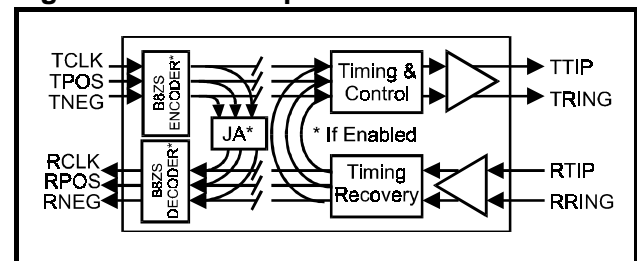 TCLK
TPOS
TNEG
B8ZS
ENCODER*
Timing &
Control
TTIP
TRING
JA*
* If Enabled
RCLK
RPOS
RNEG
B8ZS
DECODER*
Timing
Recovery
RTIP
RRING